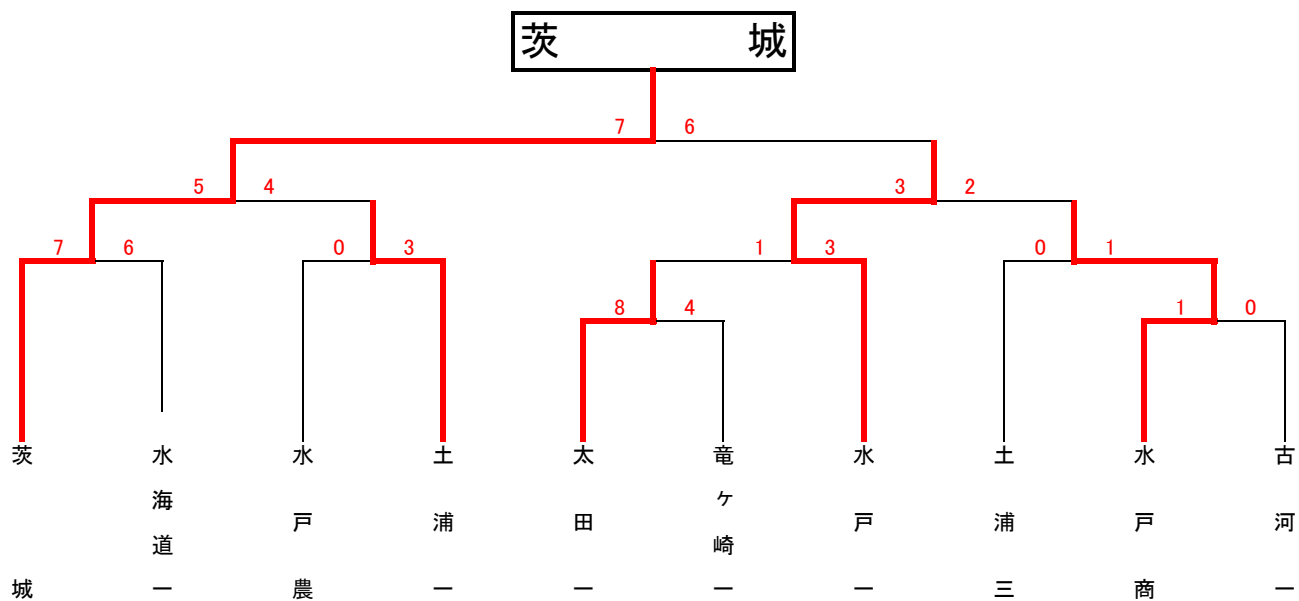 茨 城
7 6
5 4
3 2
7 6
0 3
1 3
0 1
8 4
1 0
茨城
水海道一
水戸農
土浦一
太田一
竜ヶ崎一
水戸一
土浦三
水戸商
古河一